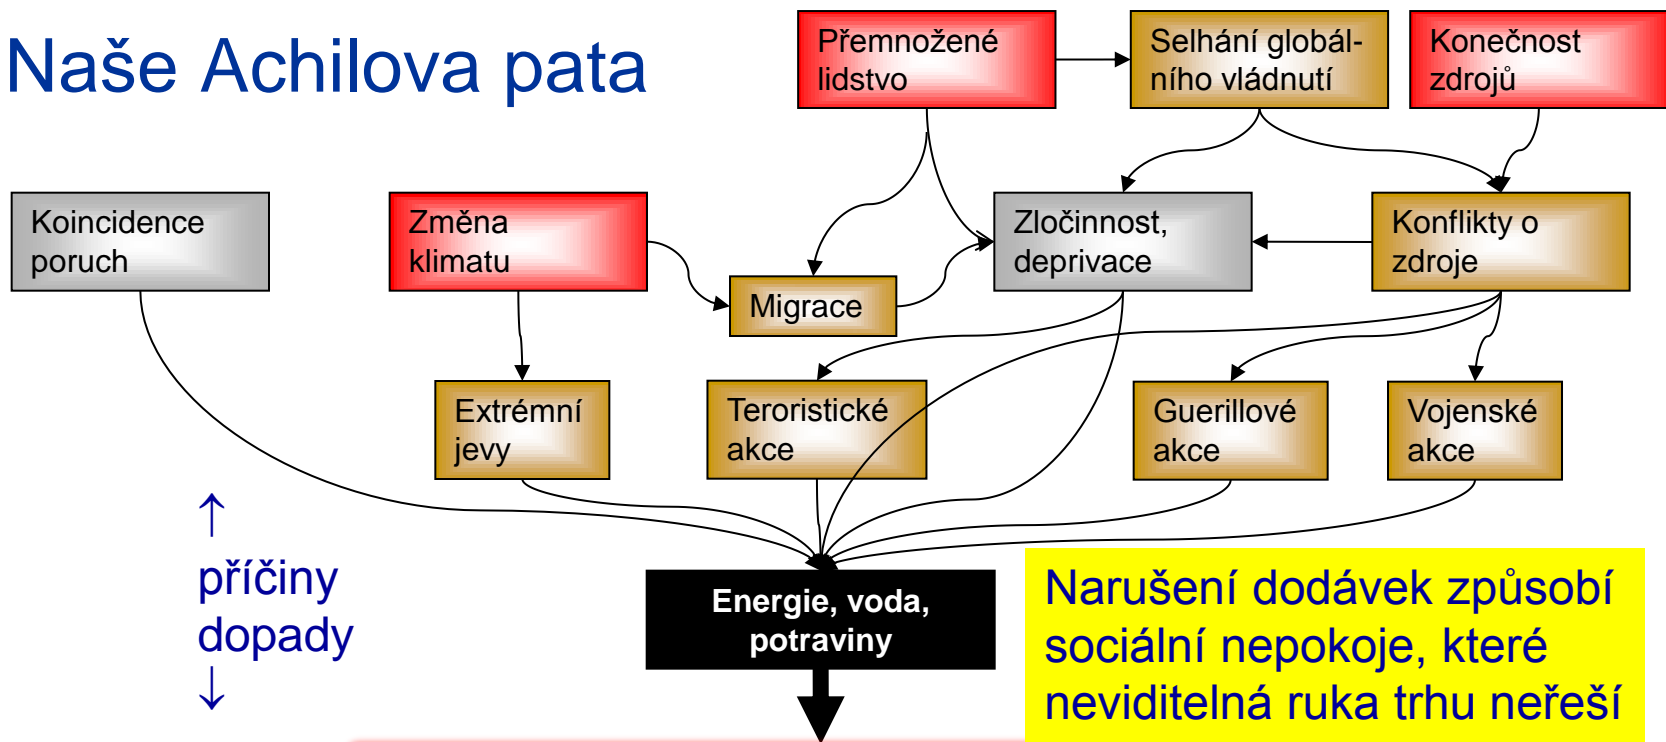 Naše Achilova pata
Přemnožené
lidstvo
Selhání globál-
ního vládnutí
Konečnost
zdrojů
Koincidence
poruch
Změna
klimatu
Migrace
Zločinnost,
deprivace
Konflikty o
zdroje
Extrémní
jevy
Teroristické
akce
Guerillové
akce
Vojenské
akce
↑
příčiny
dopady
↓
Energie, voda,
potraviny
Narušení dodávek způsobí
sociální nepokoje, které
neviditelná ruka trhu neřeší